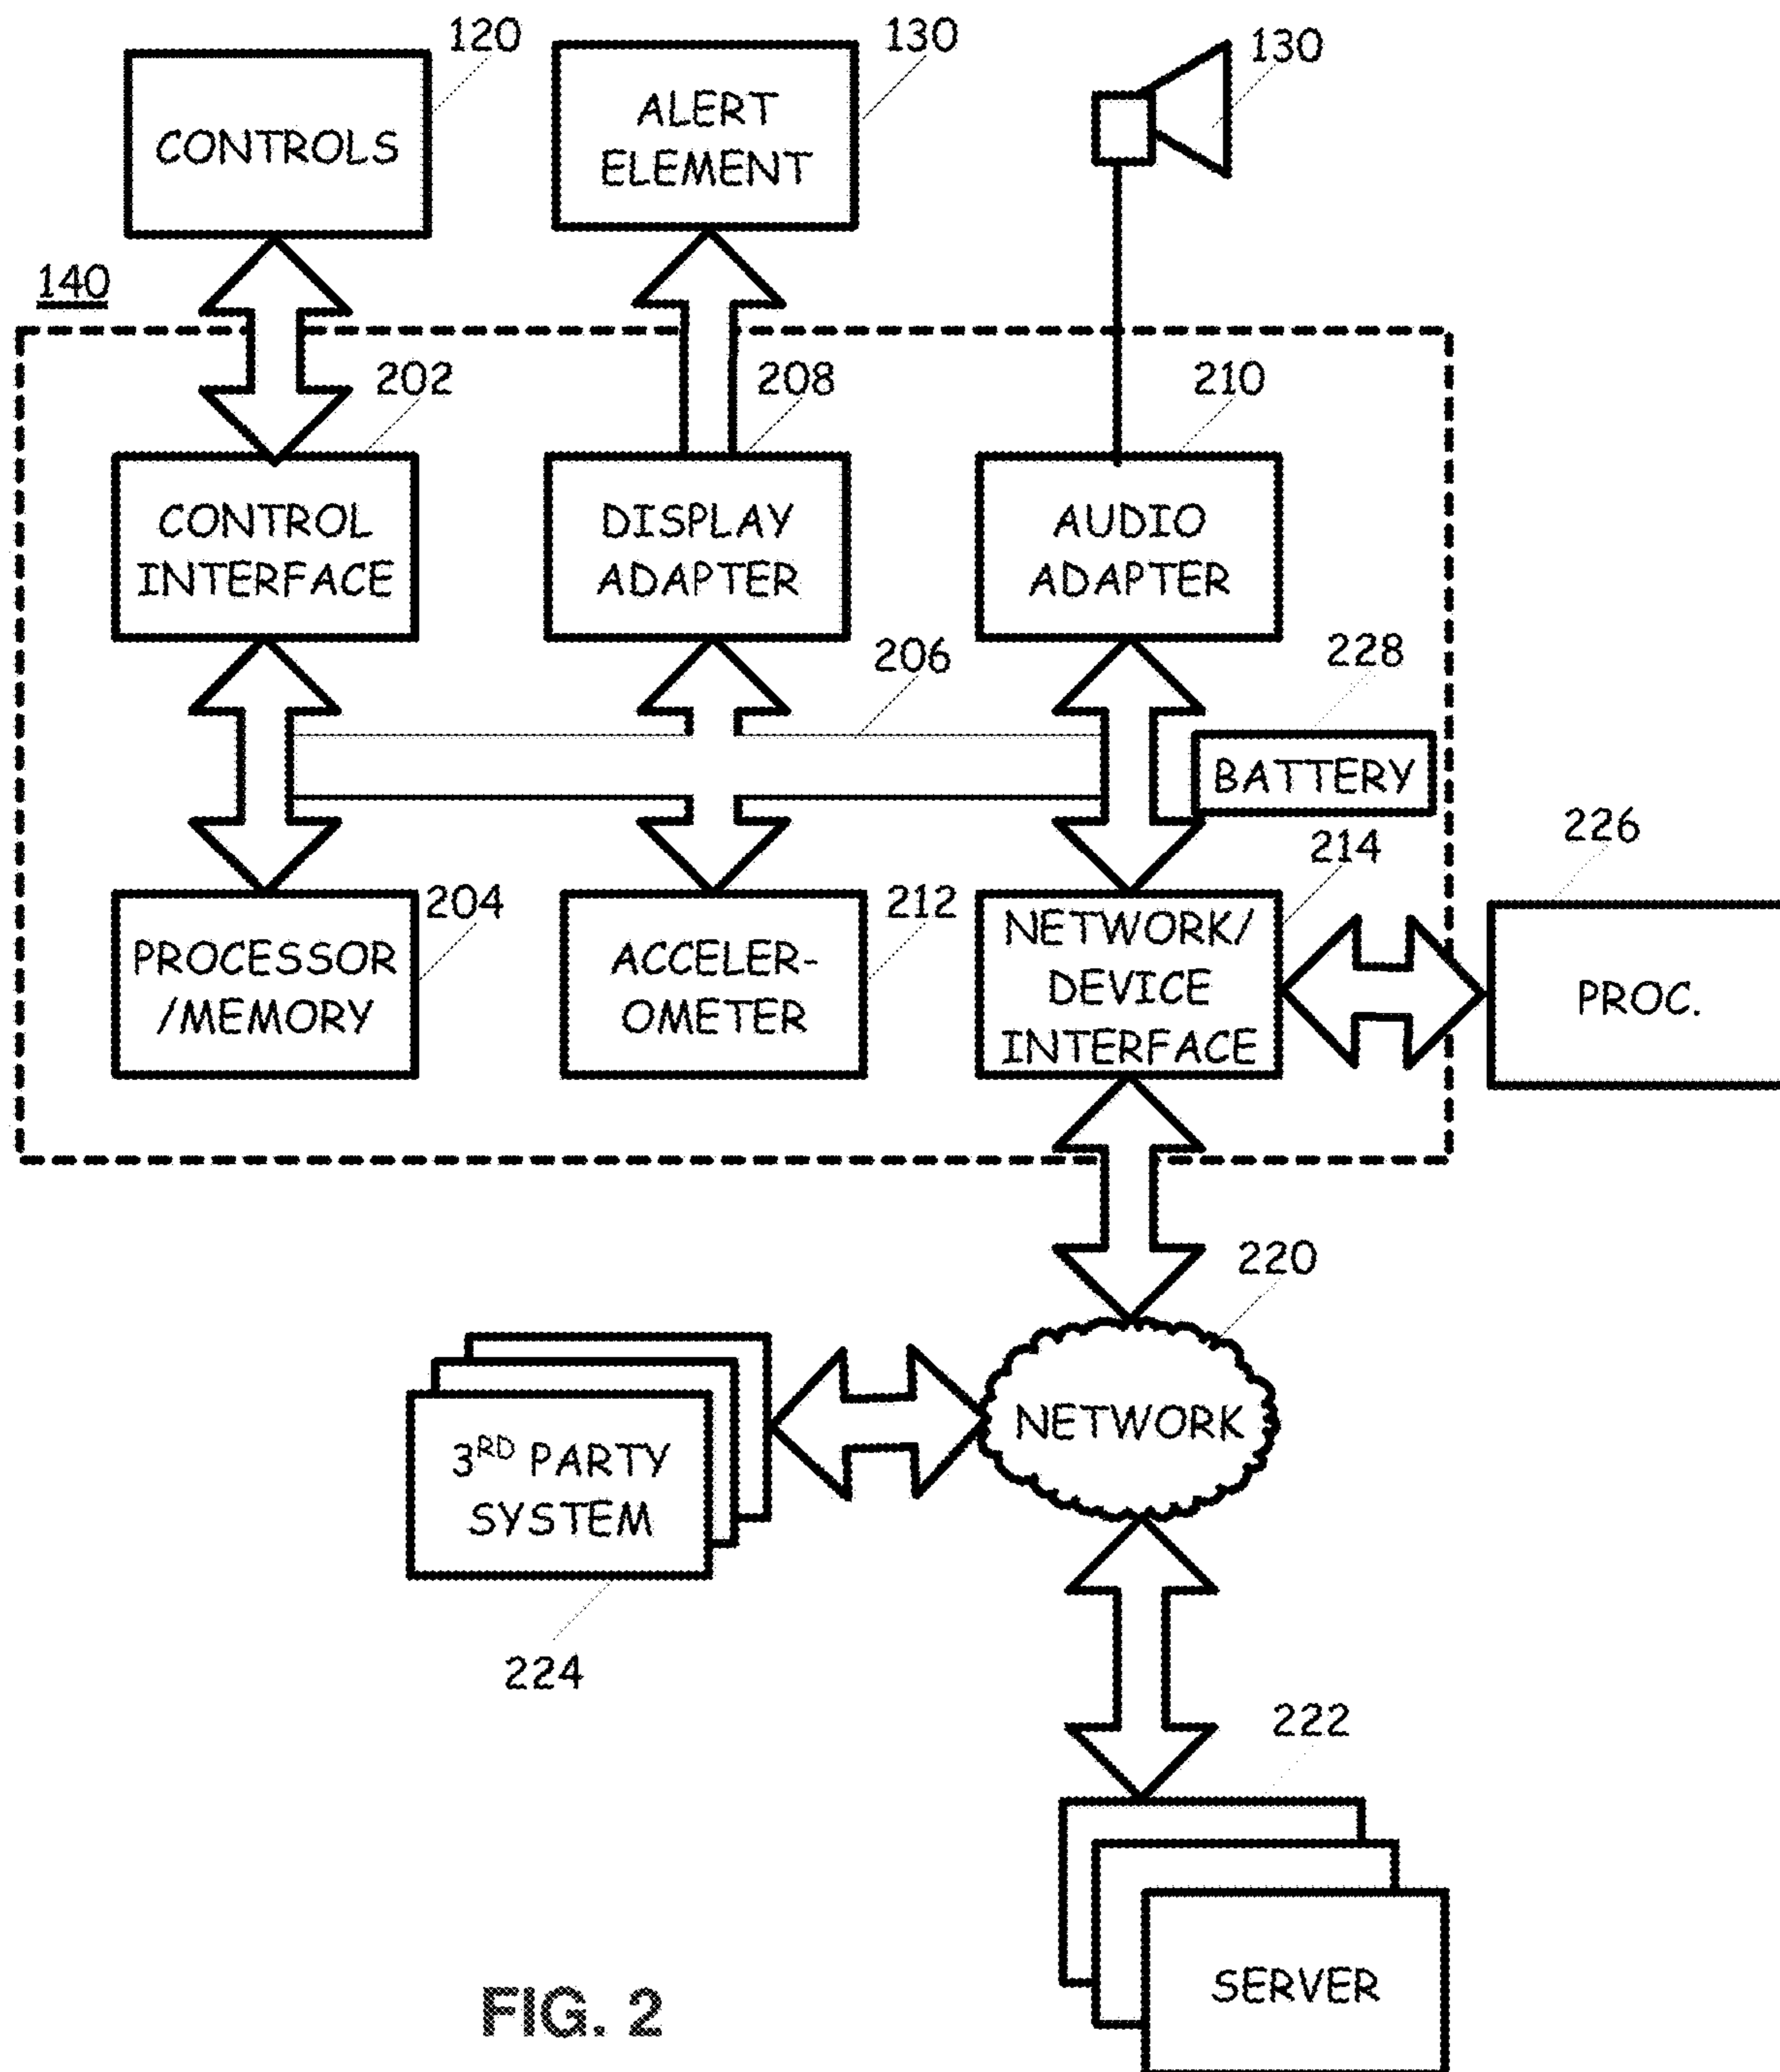 120
130
130
CONTROLS
ALERT
ELEMENT
140
202
208
210
CONTROL
INTERFACE
DISPLAY
ADAPTER
AUDIO
ADAPTER
206
228
BATTERY
226
214
204
212
PROCESSOR
/MEMORY
ACCELER-
OMETER
NETWORK/
DEVICE
INTERFACE
PROC.
220
NETWORK
3RD PARTY
SYSTEM
224
222
SERVER
FIG. 2